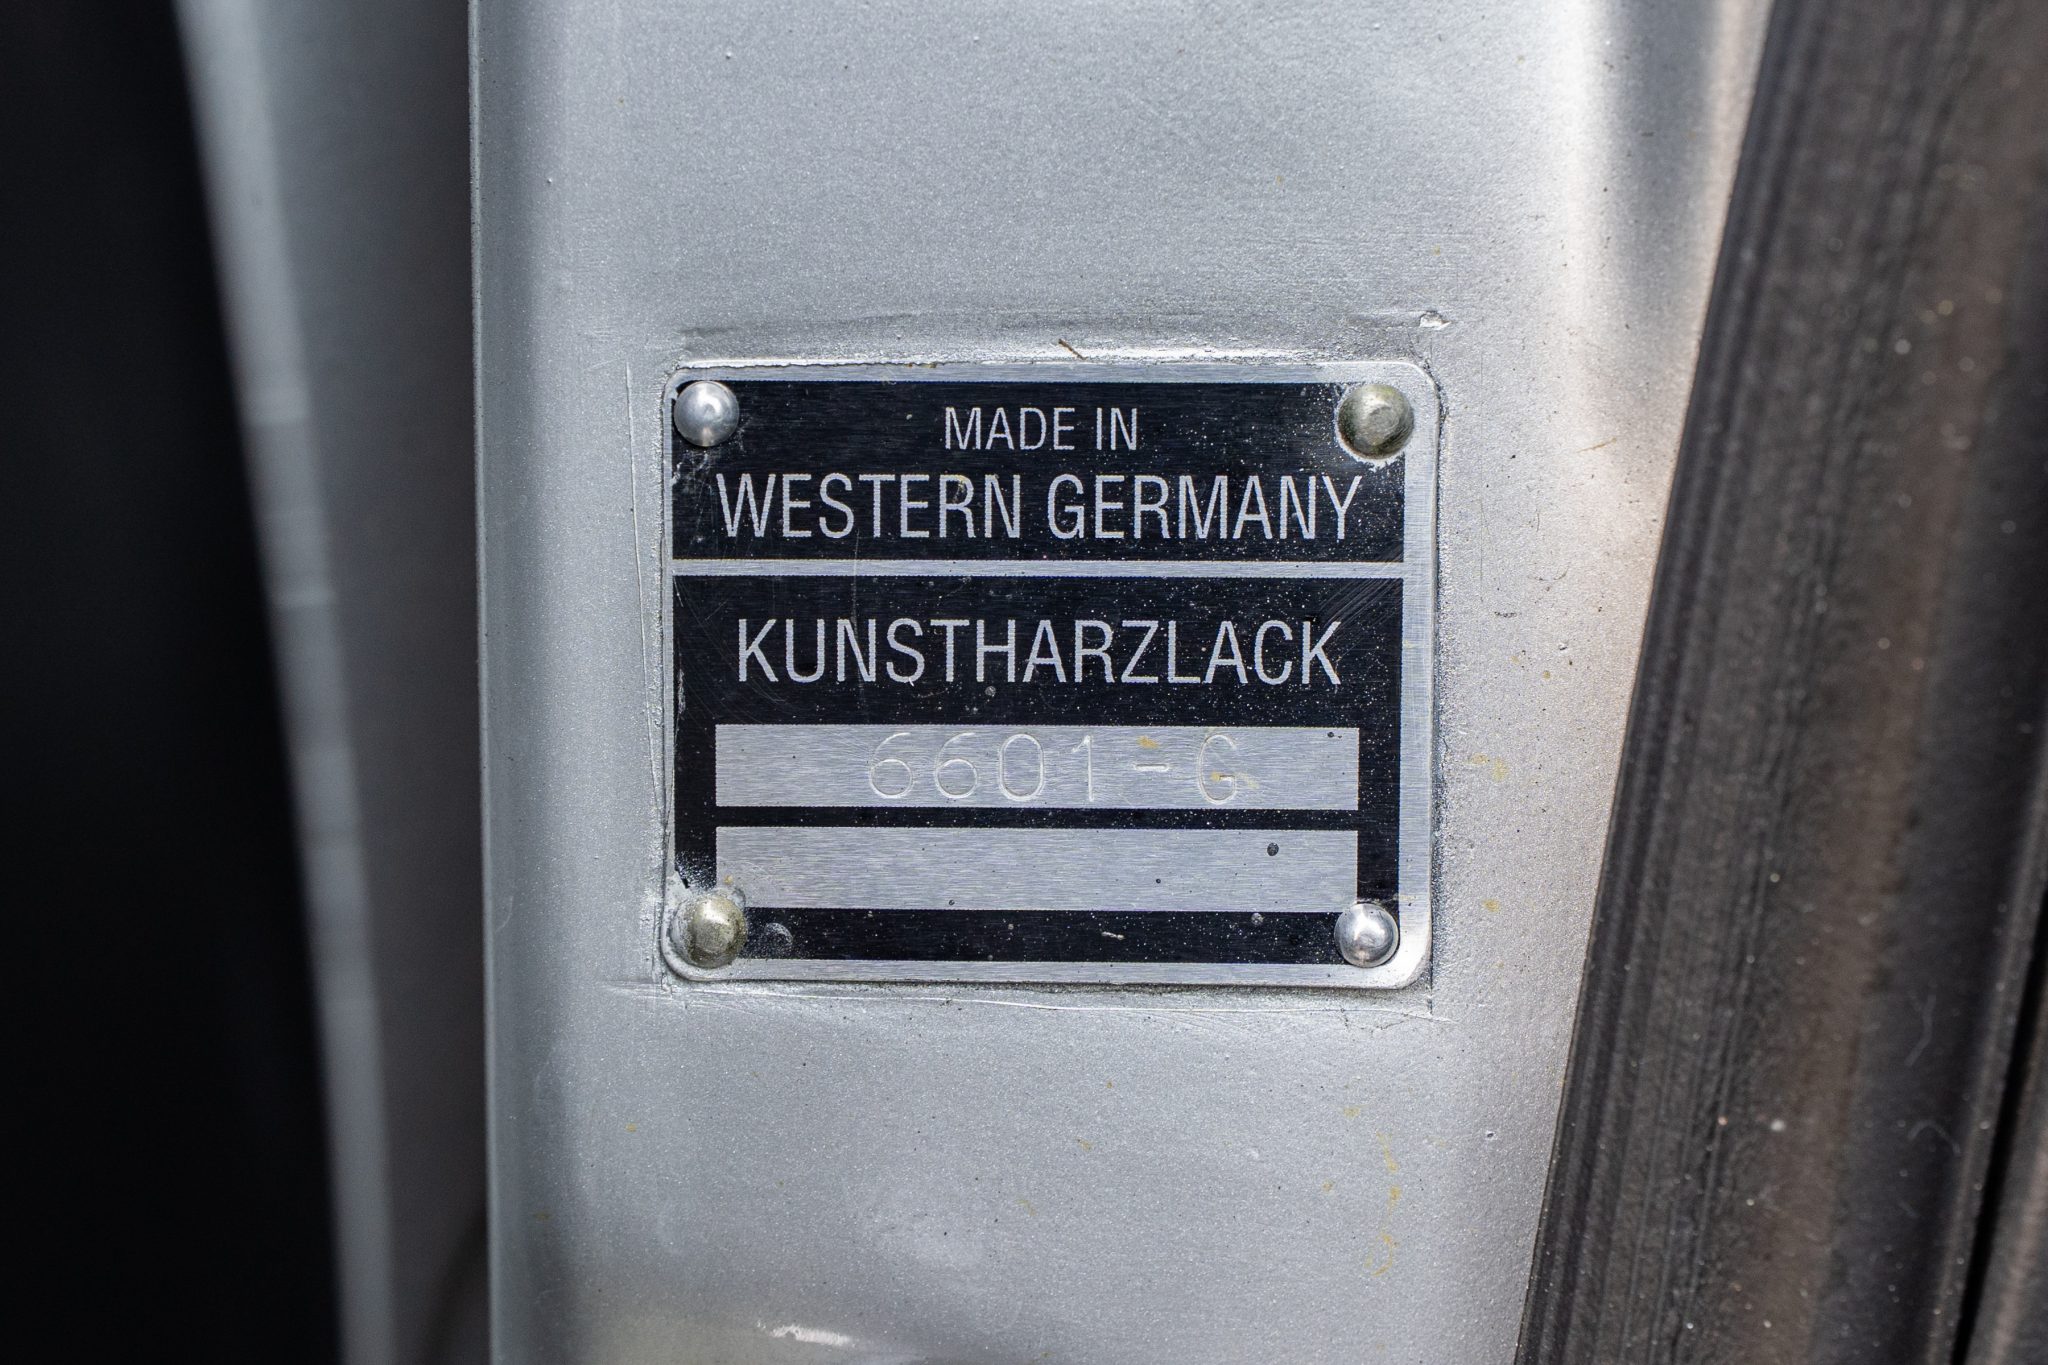 MADE IN
WESTERN GERMANY
KUNSTHARZLACK
6601-G